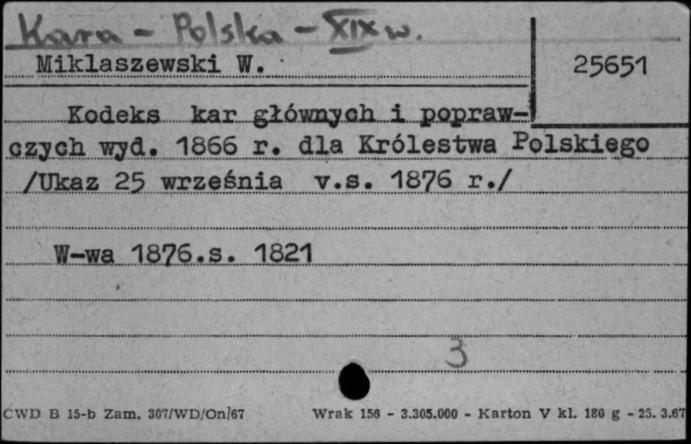 Kara - Polska - XIX w.
Miklaszewski W.
25651
Kodeks kar głównych i popraw-
czych wyd. 1866 r. dla Królestwa Polskiego
/Ukaz 25 września v.s. 1876 r./
W-wa 1876.s. 1821
3
CWD B 15-b Zam. 307/WD/On/67 Wrak 156 - 3.305.000 - Karton V kl. 180 g - 25. 3.67